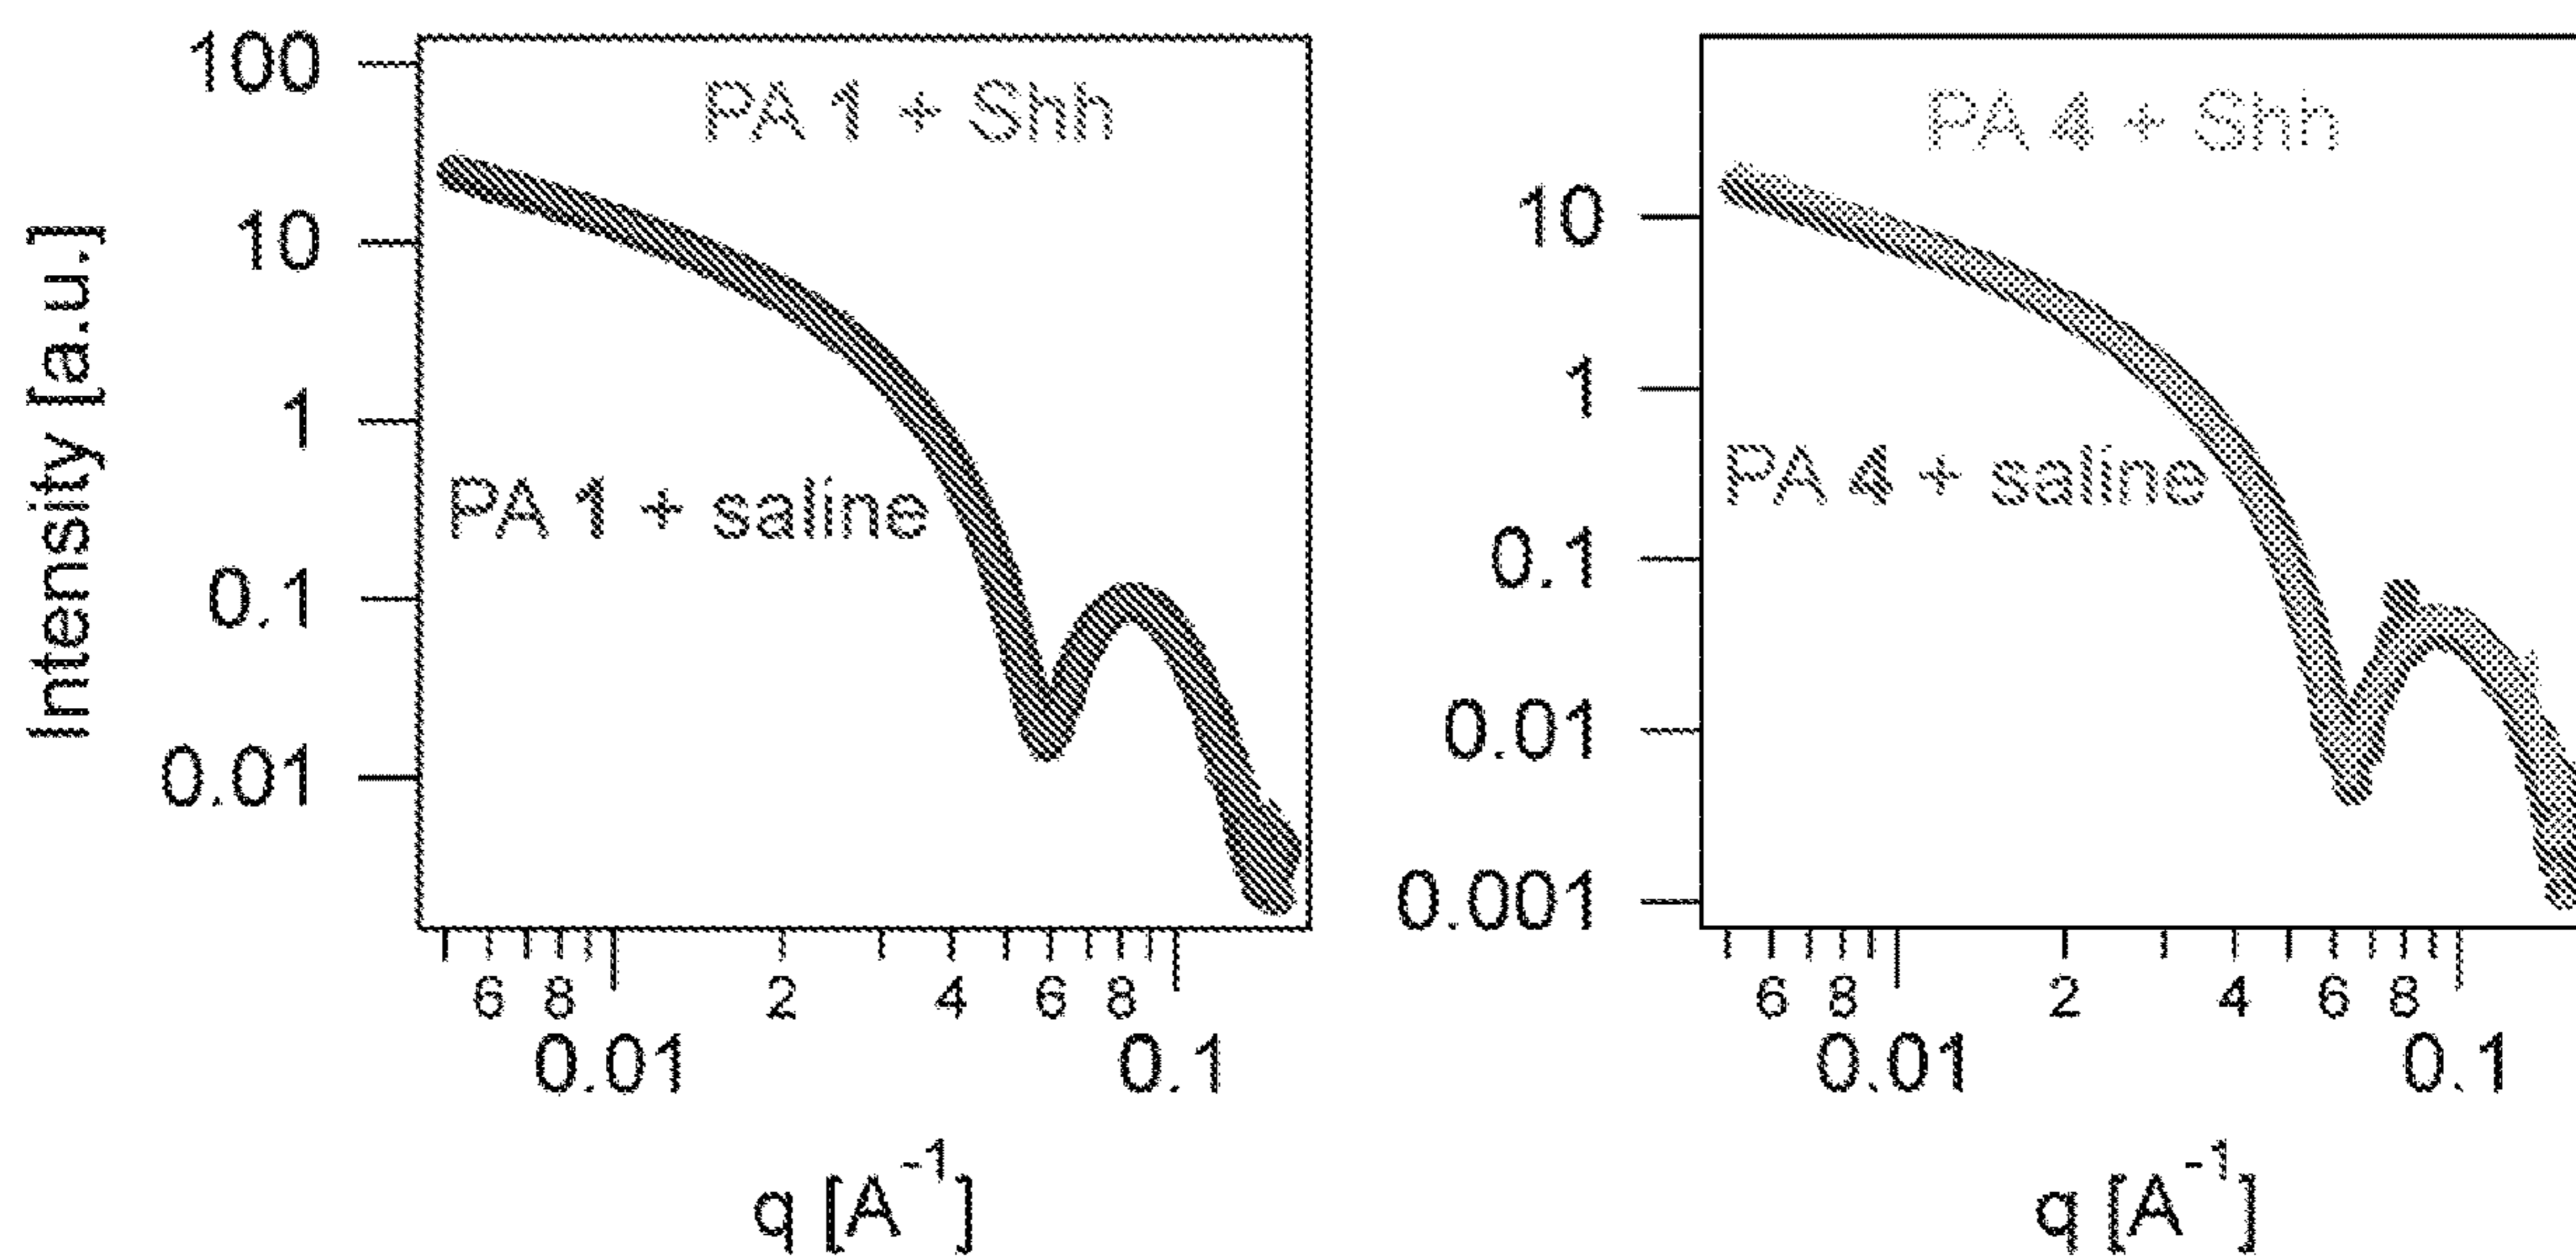 Intensity [a.u.]
100
10
1
0.1
0.01
PA 1 + Shh
PA 1 + saline
6 8 2 4 6 8
0.01 0.1
q [A-1]
10
1
0.1
0.01
0.001
PA 4 + Shh
PA 4 + saline
6 8 2 4 6 8
0.01 0.1
q [A-1]